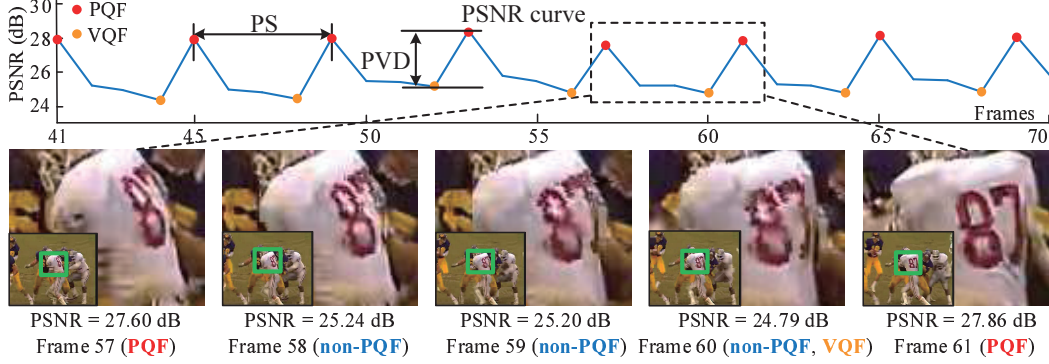 PSNR (dB)
30
28
26
24
PQF
VQF
PS
PVD
PSNR curve
Frames
41
45
50
55
60
65
70
87
PSNR = 27.60 dB
PSNR = 25.24 dB
PSNR = 25.20 dB
PSNR = 24.79 dB
PSNR = 27.86 dB
Frame 57 (PQF)
Frame 58 (non-PQF)
Frame 59 (non-PQF)
Frame 60 (non-PQF, VQF)
Frame 61 (PQF)